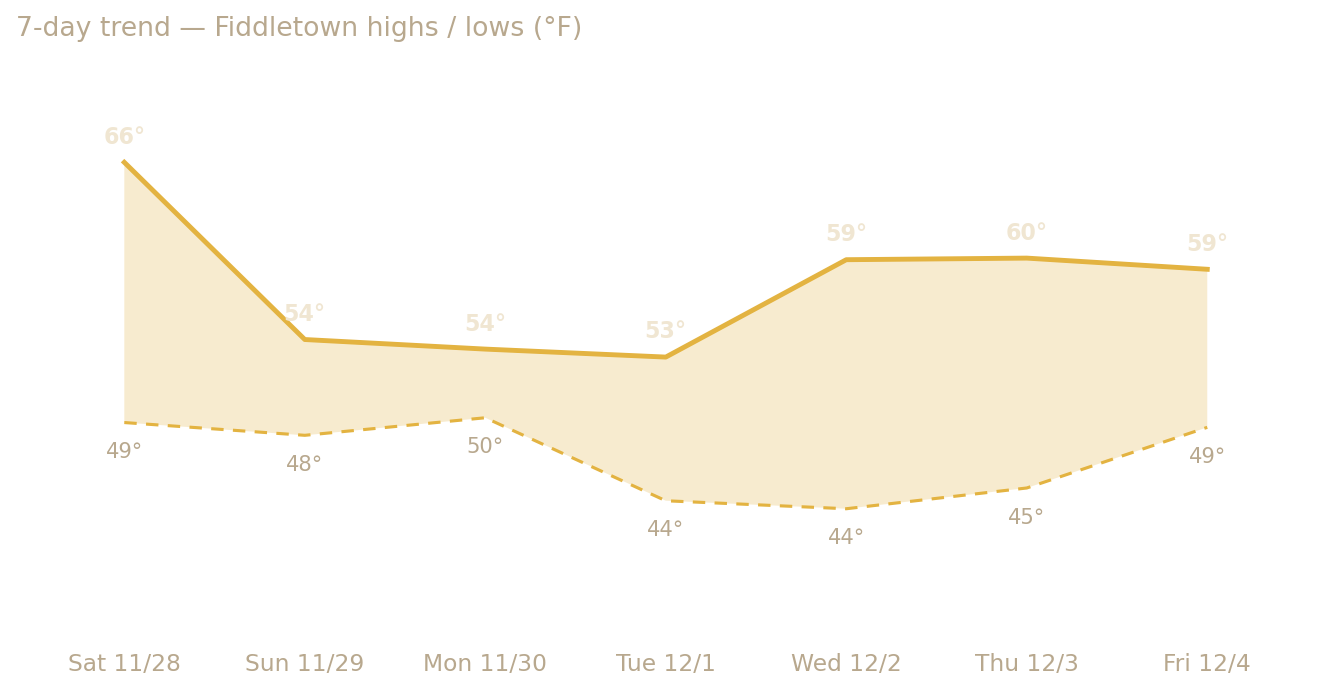 7-day trend — Fiddletown highs / lows (°F)
66°
54°
54°
53°
59°
60°
59°
49°
48°
50°
44°
44°
45°
49°
Sat 11/28
Sun 11/29
Mon 11/30
Tue 12/1
Wed 12/2
Thu 12/3
Fri 12/4